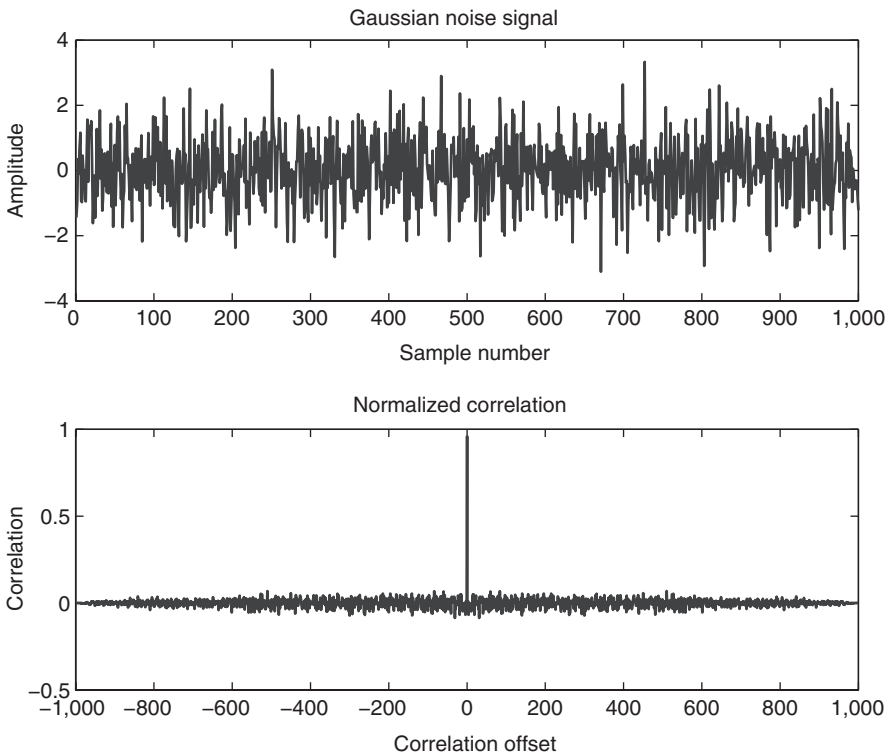 Gaussian noise signal
4
2
0
−2
−4
Amplitude
0 100 200 300 400 500 600 700 800 900 1,000
Sample number
Normalized correlation
1
0.5
0
−0.5
Correlation
−1,000 −800 −600 −400 −200 0 200 400 600 800 1,000
Correlation offset